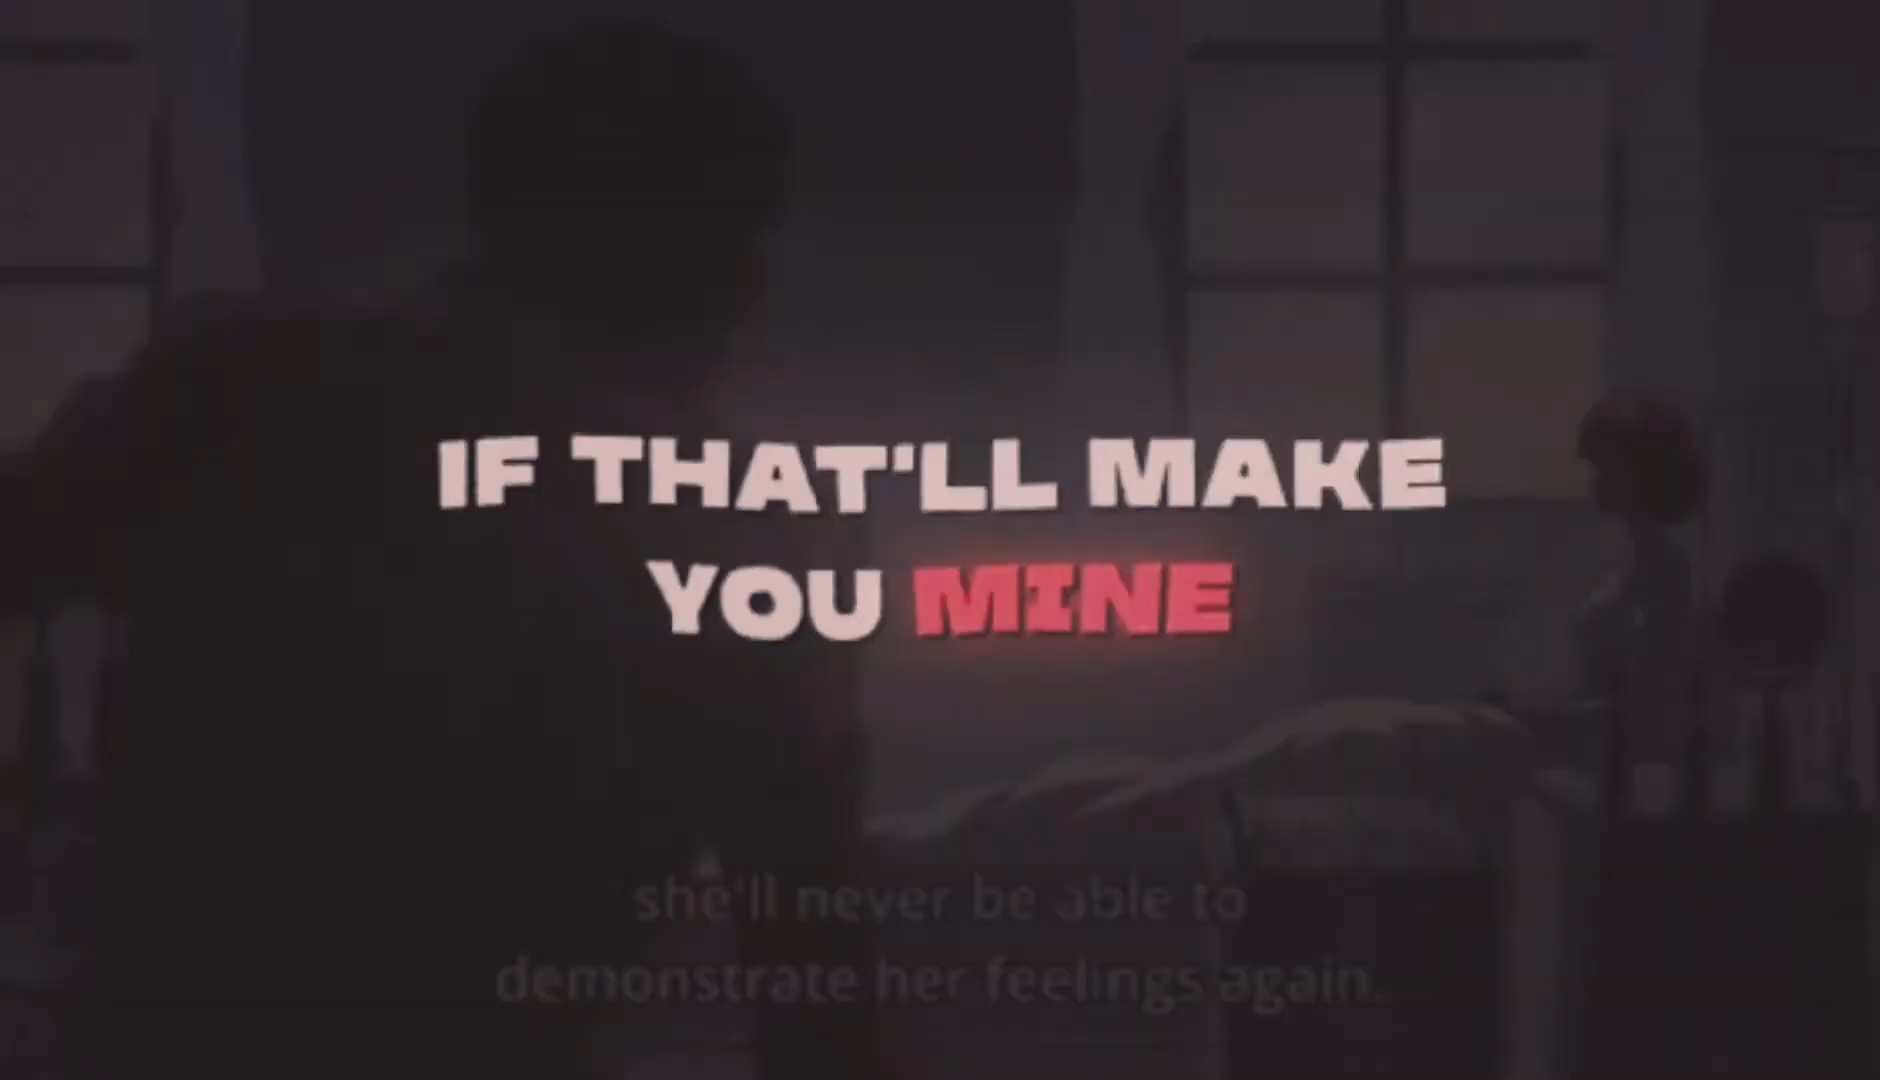 IF THAT'LL MAKE
YOU MINE
she'll never be able to
demonstrate her feelings again.